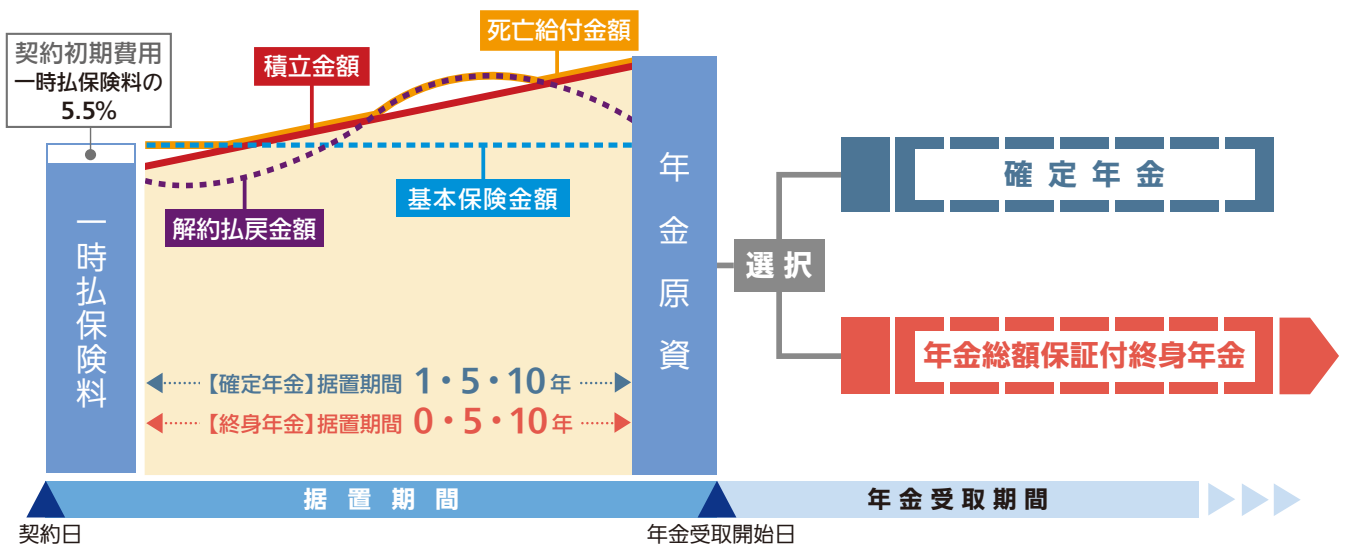 死亡給付金額
契約初期費用
一時払保険料の
5.5%
積立金額
基本保険金額
解約払戻金額
一時払保険料
年金原資
選択
確定年金
年金総額保証付終身年金
【確定年金】据置期間 1・5・10年
【終身年金】据置期間 0・5・10年
据置期間
年金受取期間
契約日
年金受取開始日